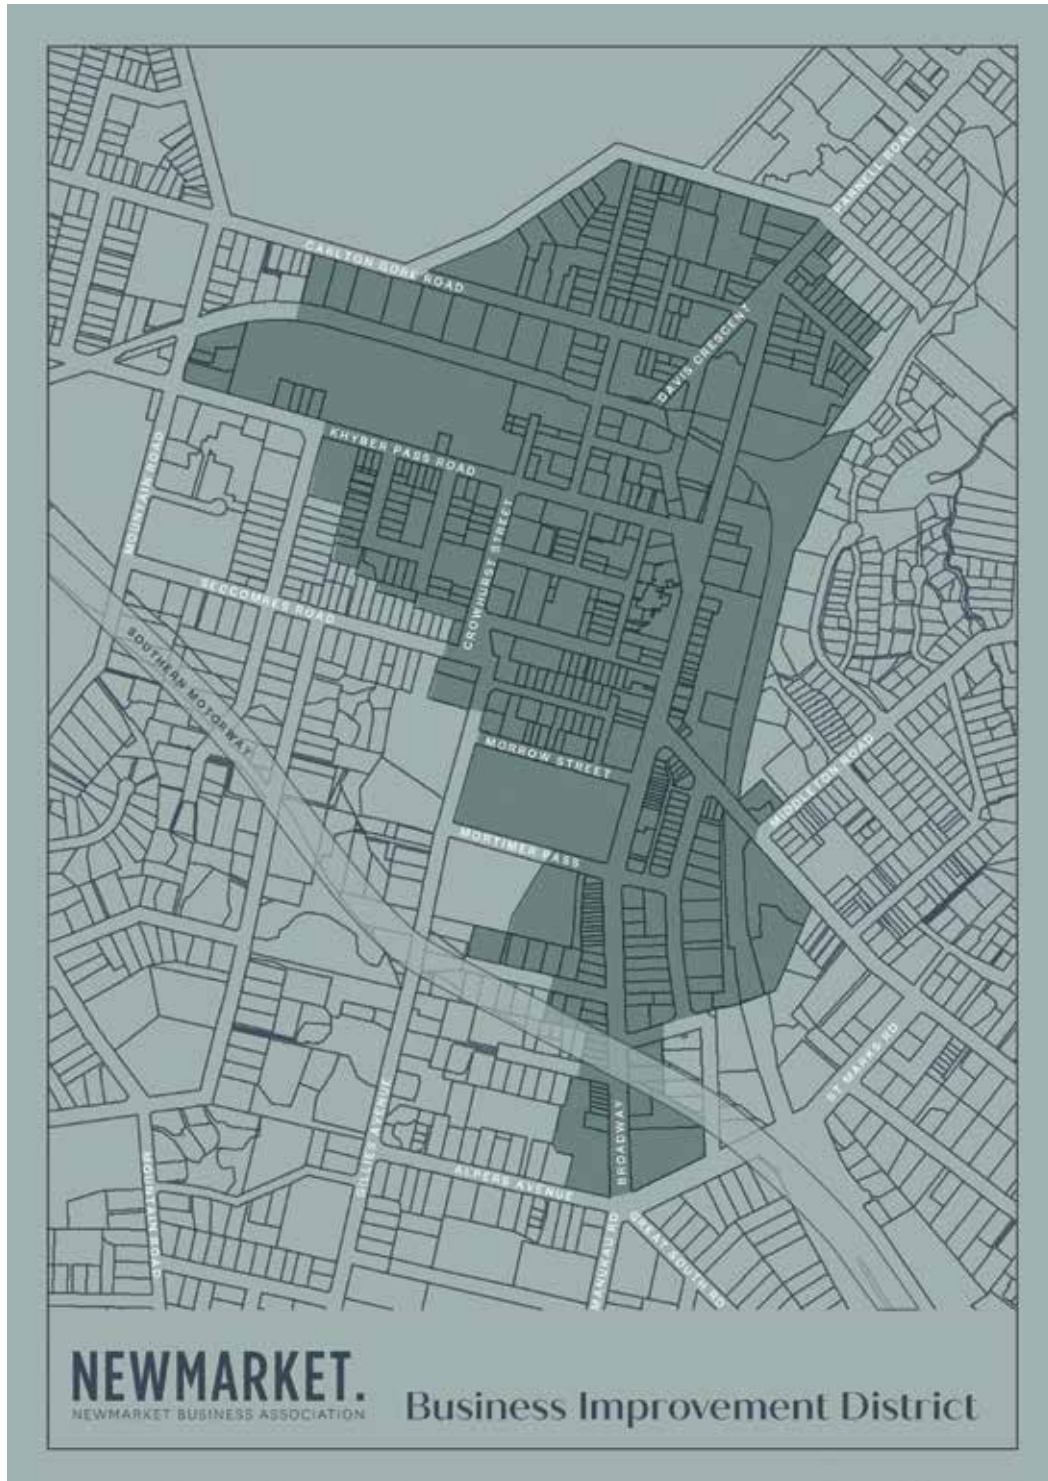 PARNELL ROAD
CARLTON GORE ROAD
DAVIS CRESCENT
KHYBER PASS ROAD
MOUNTAIN ROAD
CROWHURST STREET
SECCOMBES ROAD
SOUTHERN MOTORWAY
MORROW STREET
MIDDLETON ROAD
MORTIMER PASS
ST MARKS RD
GILLIES AVENUE
BROADWAY
MOUNTAIN ROAD
ALPERS AVENUE
MANUKAU RD
GREAT SOUTH RD
NEWMARKET.
NEWMARKET BUSINESS ASSOCIATION
Business Improvement District